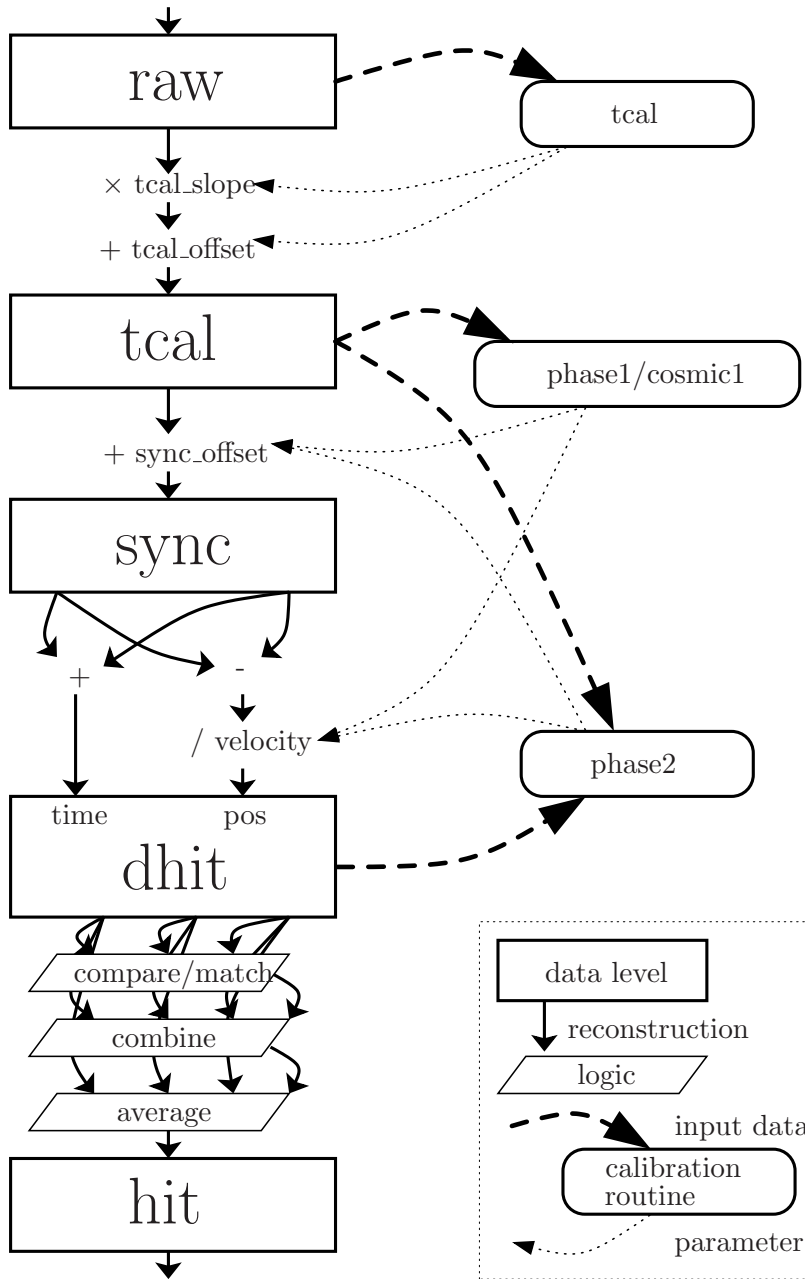 raw
tcal
× tcal_slope
+ tcal_offset
tcal
phase1/cosmic1
+ sync_offset
sync
+ -
/ velocity
phase2
time pos
dhit
compare/match
combine
average
hit
data level
reconstruction
logic
input data
calibration
routine
parameter